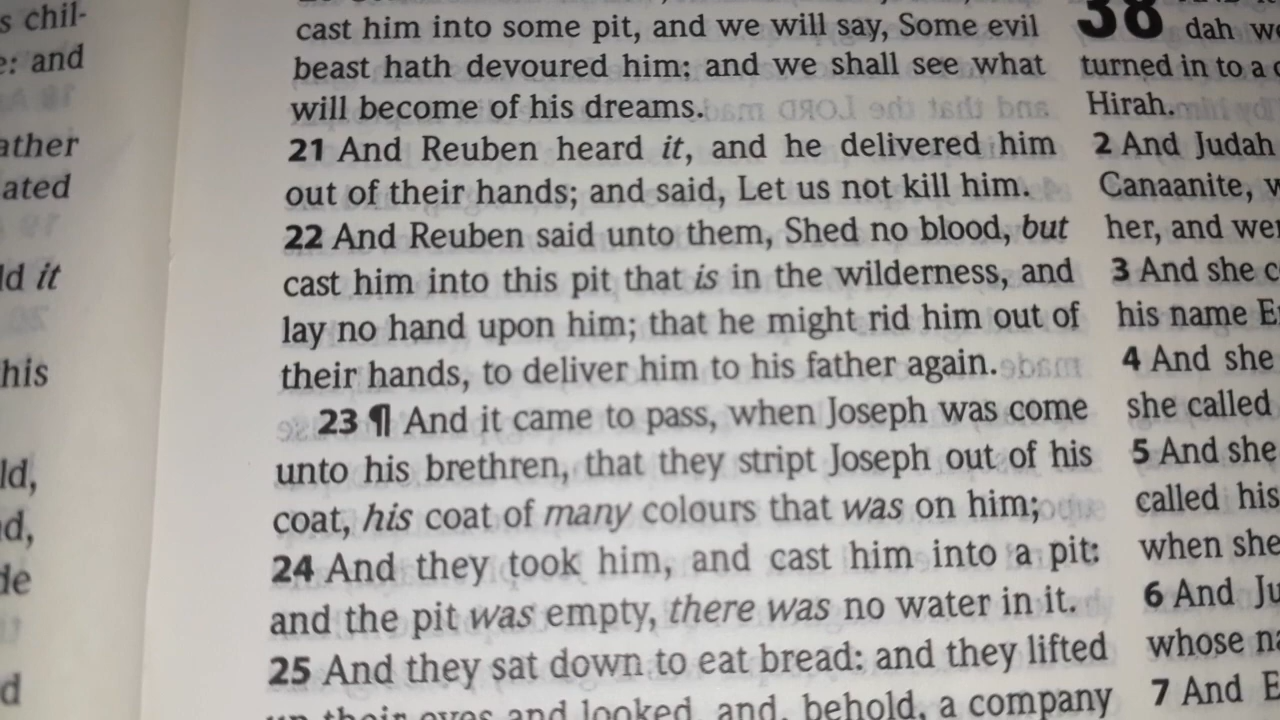 s chil-
e: and
ather
ated
ld it
his
ld,
d,
de
d
cast him into some pit, and we will say, Some evil
beast hath devoured him: and we shall see what
will become of his dreams.
21 And Reuben heard it, and he delivered him
out of their hands; and said, Let us not kill him.
22 And Reuben said unto them, Shed no blood, but
cast him into this pit that is in the wilderness, and
lay no hand upon him; that he might rid him out of
their hands, to deliver him to his father again.
23 ¶ And it came to pass, when Joseph was come
unto his brethren, that they stript Joseph out of his
coat, his coat of many colours that was on him;
24 And they took him, and cast him into a pit:
and the pit was empty, there was no water in it.
25 And they sat down to eat bread: and they lifted
up their eyes and looked, and, behold, a company
38
dah we
turned in to a c
Hirah.
2 And Judah
Canaanite, w
her, and wen
3 And she c
his name E
4 And she
she called
5 And she
called his
when she
6 And Ju
whose na
7 And E